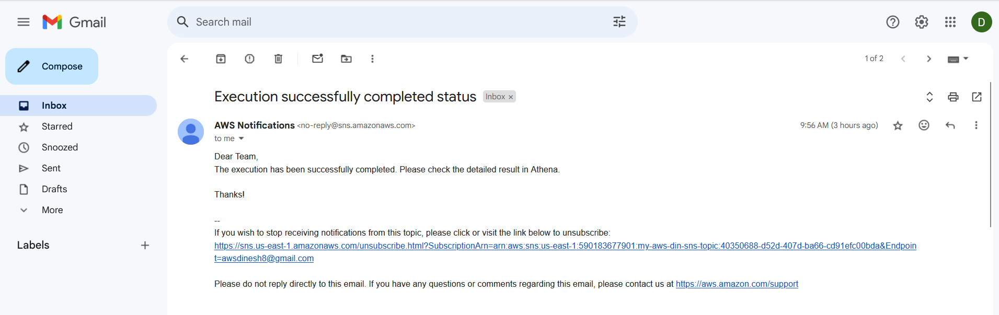 Gmail
Search mail
D
Compose
1 of 2
Inbox
Starred
Snoozed
Sent
Drafts
More
Labels
Execution successfully completed status Inbox ×
AWS Notifications <no-reply@sns.amazonaws.com> 9:56 AM (3 hours ago)
to me
Dear Team,
The execution has been successfully completed. Please check the detailed result in Athena.
Thanks!
--
If you wish to stop receiving notifications from this topic, please click or visit the link below to unsubscribe:
https://sns.us-east-1.amazonaws.com/unsubscribe.html?SubscriptionArn=arn:aws:sns:us-east-1:590183677901:my-aws-din-sns-topic:40350688-d52d-407d-ba66-cd91efc00bda&Endpoin
t=awsdinesh8@gmail.com
Please do not reply directly to this email. If you have any questions or comments regarding this email, please contact us at https://aws.amazon.com/support